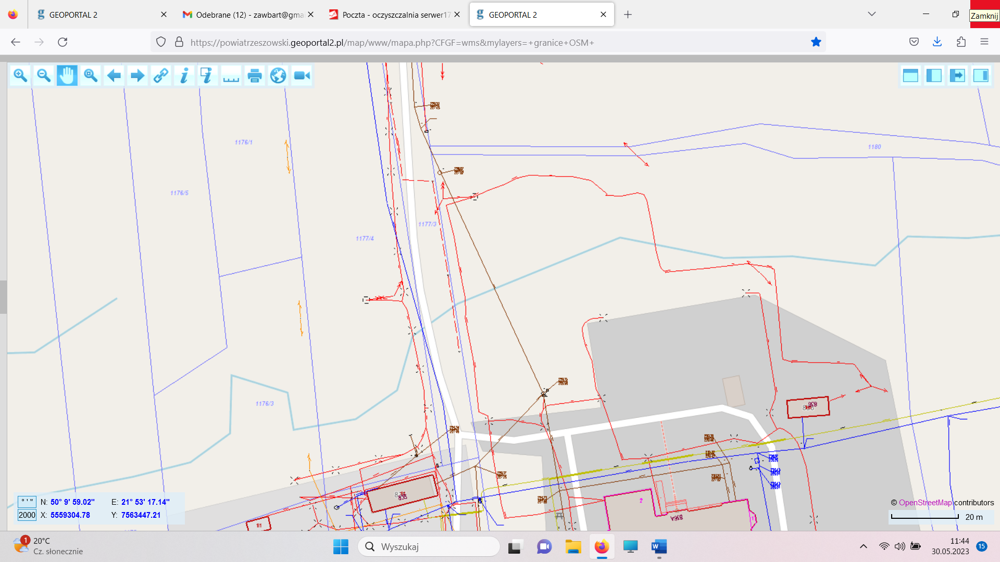 GEOPORTAL 2
Odebrane (12) - zawbart@gma
Poczta - oczyszczalnia serwer17
GEOPORTAL 2
Zamknij
https://powiatrzeszowski.geoportal2.pl/map/www/mapa.php?CFGF=wms&mylayers=+granice+OSM+
1176/1
1180
1176/5
1177/3
1177/4
1176/3
2
° ' "
N: 50° 9' 59.02"
E: 21° 53' 17.14"
2000
X: 5559304.78
Y: 7563447.21
© OpenStreetMap contributors
20 m
1
20°C
Cz. słonecznie
Wyszukaj
11:44
30.05.2023
15